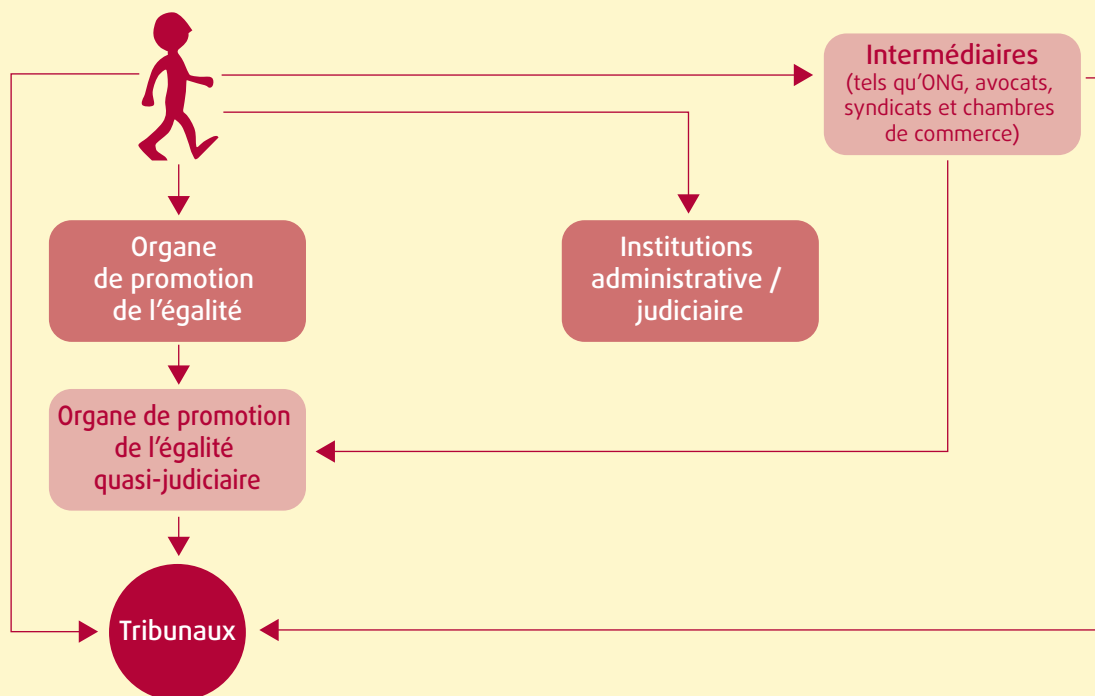 Intermédiaires
(tels qu'ONG, avocats,
syndicats et chambres
de commerce)
Organe
de promotion
de l'égalité
Institutions
administrative /
judiciaire
Organe de promotion
de l'égalité
quasi-judiciaire
Tribunaux